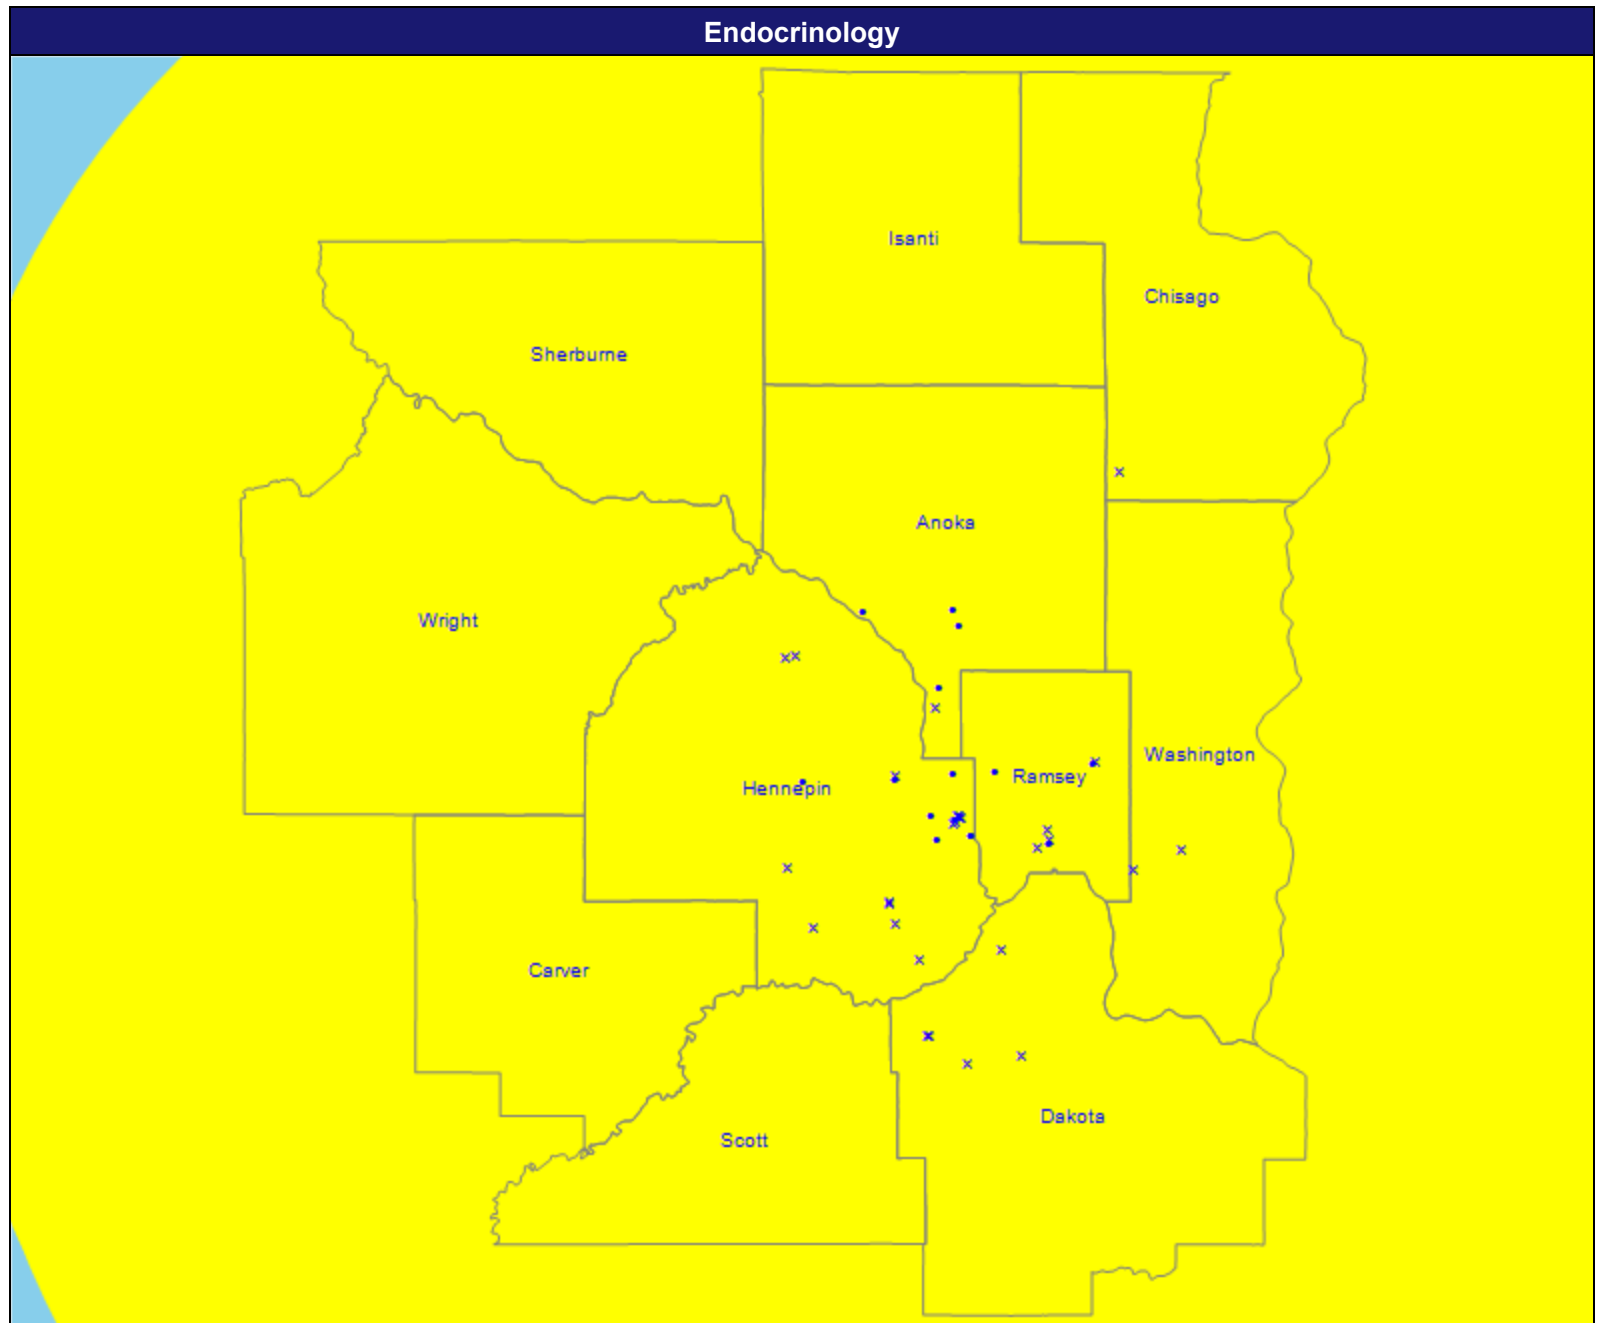 Endocrinology
Isanti
Chisago
Sherburne
Anoka
Wright
Washington
Ramsey
Hennepin
Carver
Dakota
Scott